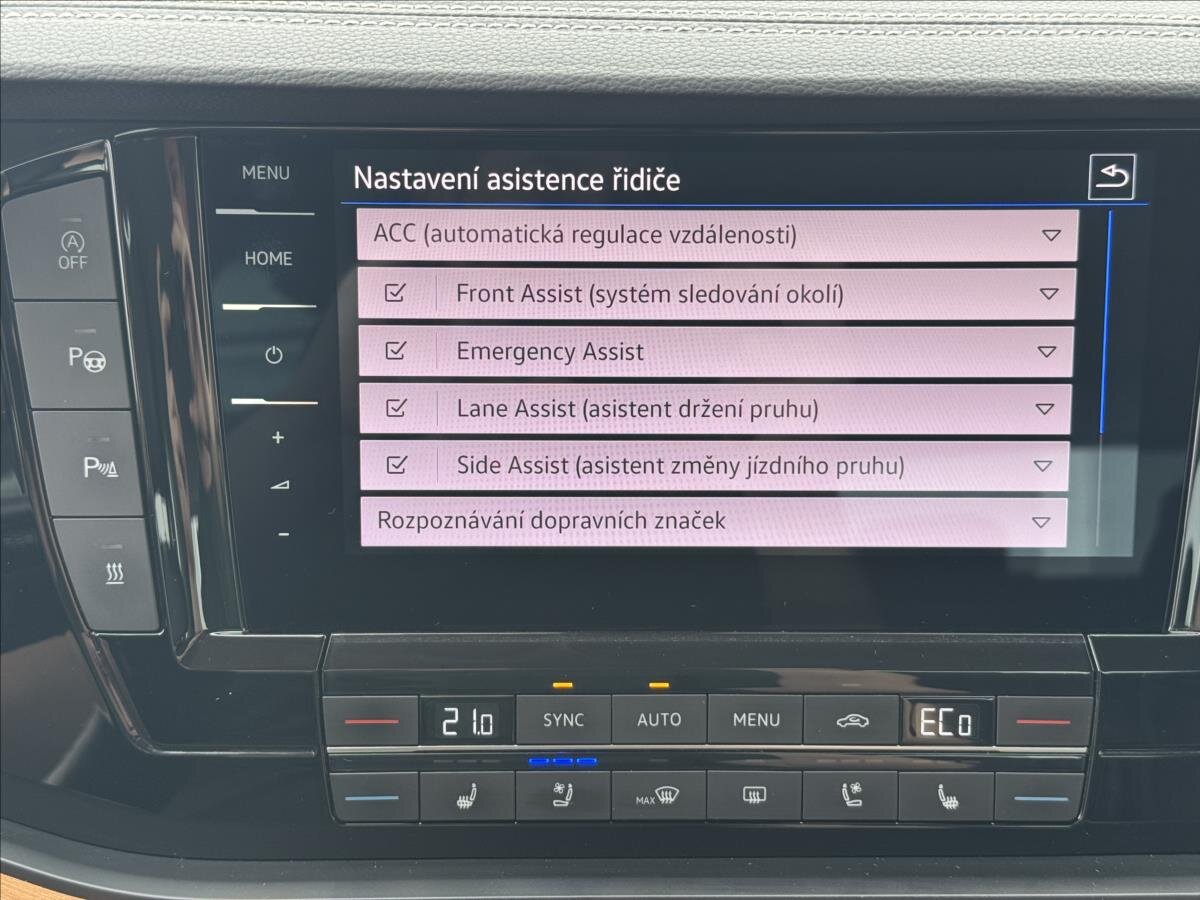 Nastavení asistence řidiče
ACC (automatická regulace vzdálenosti)
Front Assist (systém sledování okolí)
Emergency Assist
Lane Assist (asistent držení pruhu)
Side Assist (asistent změny jízdního pruhu)
Rozpoznávání dopravních značek
MENU
HOME
+
−
A
OFF
P
P
21.0
SYNC
AUTO
MENU
ECo
MAX